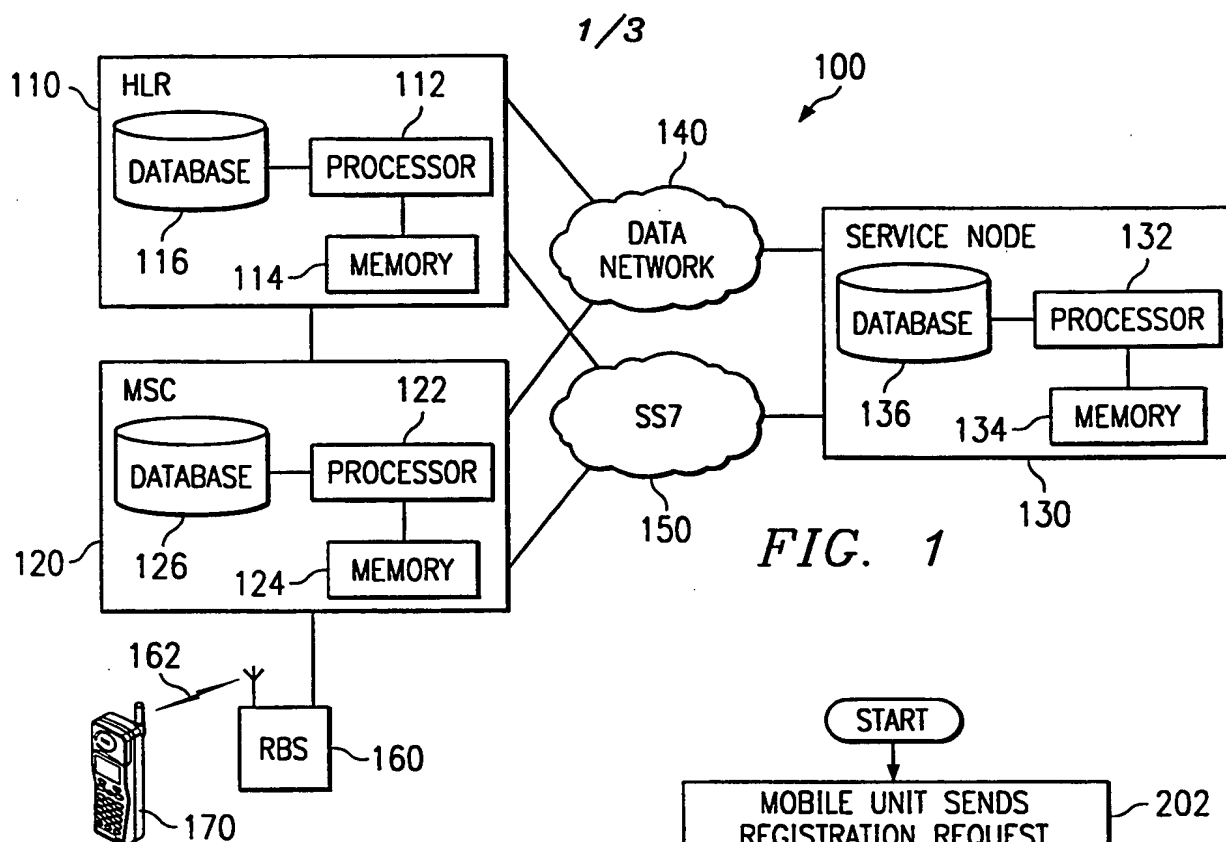 1/3
100
110
HLR
112
DATABASE
PROCESSOR
116
114
MEMORY
140
DATA
NETWORK
SERVICE NODE
132
DATABASE
PROCESSOR
136
134
MEMORY
130
MSC
122
DATABASE
PROCESSOR
120
126
124
MEMORY
SS7
150
FIG. 1
162
RBS
160
170
START
MOBILE UNIT SENDS
REGISTRATION REQUEST
202